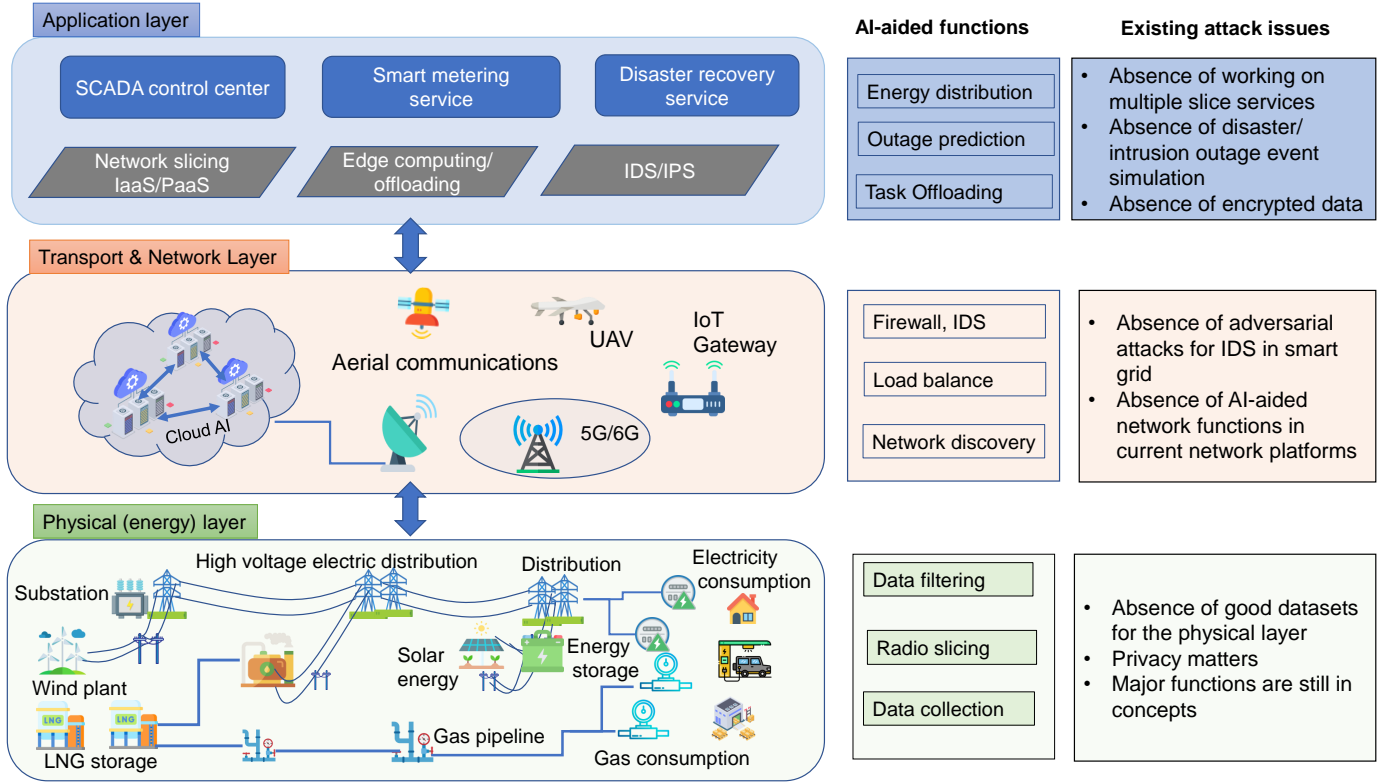 Application layer
AI-aided functions
Existing attack issues
SCADA control center
Smart metering
service
Disaster recovery
service
Network slicing
IaaS/PaaS
Edge computing/
offloading
IDS/IPS
Energy distribution
Outage prediction
Task Offloading
• Absence of working on
multiple slice services
• Absence of disaster/
intrusion outage event
simulation
• Absence of encrypted data
Transport & Network Layer
Cloud AI
Aerial communications
UAV
IoT
Gateway
5G/6G
Firewall, IDS
Load balance
Network discovery
• Absence of adversarial
attacks for IDS in smart
grid
• Absence of AI-aided
network functions in
current network platforms
Physical (energy) layer
High voltage electric distribution
Distribution
Electricity
consumption
Substation
Wind plant
Solar
energy
Energy
storage
LNG
LNG
LNG storage
Gas pipeline
Gas consumption
Data filtering
Radio slicing
Data collection
• Absence of good datasets
for the physical layer
• Privacy matters
• Major functions are still in
concepts